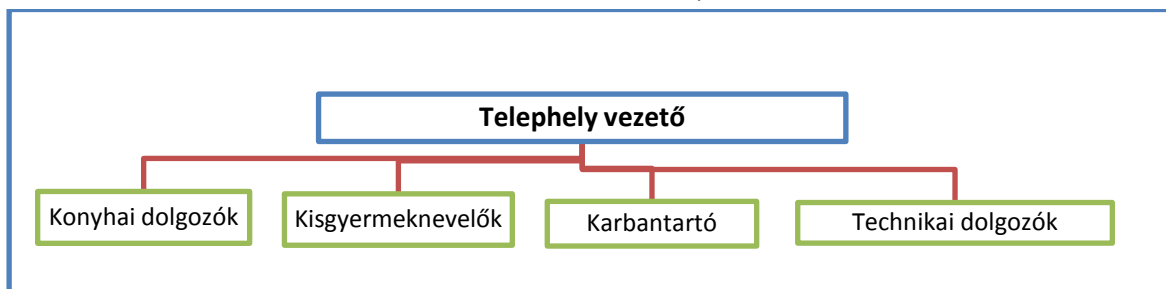 Telephely vezető
Konyhai dolgozók
Kisgyermeknevelők
Karbantartó
Technikai dolgozók